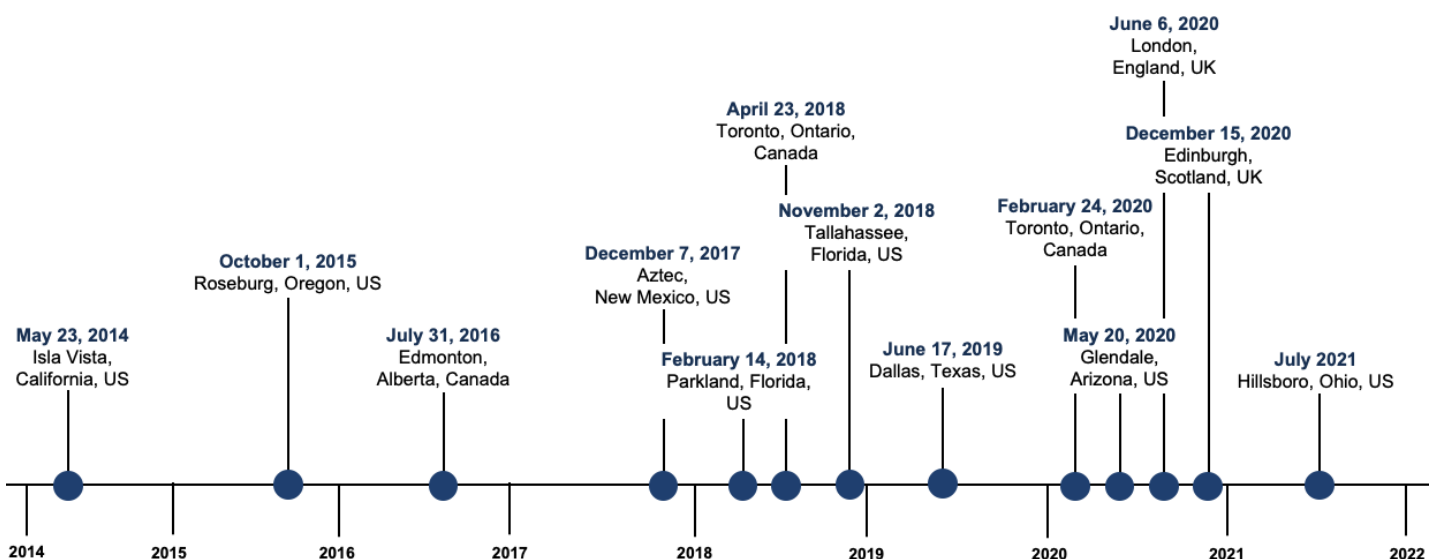 June 6, 2020
London,
England, UK
April 23, 2018
Toronto, Ontario,
Canada
December 15, 2020
Edinburgh,
Scotland, UK
November 2, 2018
Tallahassee,
Florida, US
February 24, 2020
Toronto, Ontario,
Canada
December 7, 2017
Aztec,
New Mexico, US
October 1, 2015
Roseburg, Oregon, US
May 23, 2014
Isla Vista,
California, US
July 31, 2016
Edmonton,
Alberta, Canada
February 14, 2018
Parkland, Florida,
US
June 17, 2019
Dallas, Texas, US
May 20, 2020
Glendale,
Arizona, US
July 2021
Hillsboro, Ohio, US
2014
2015
2016
2017
2018
2019
2020
2021
2022